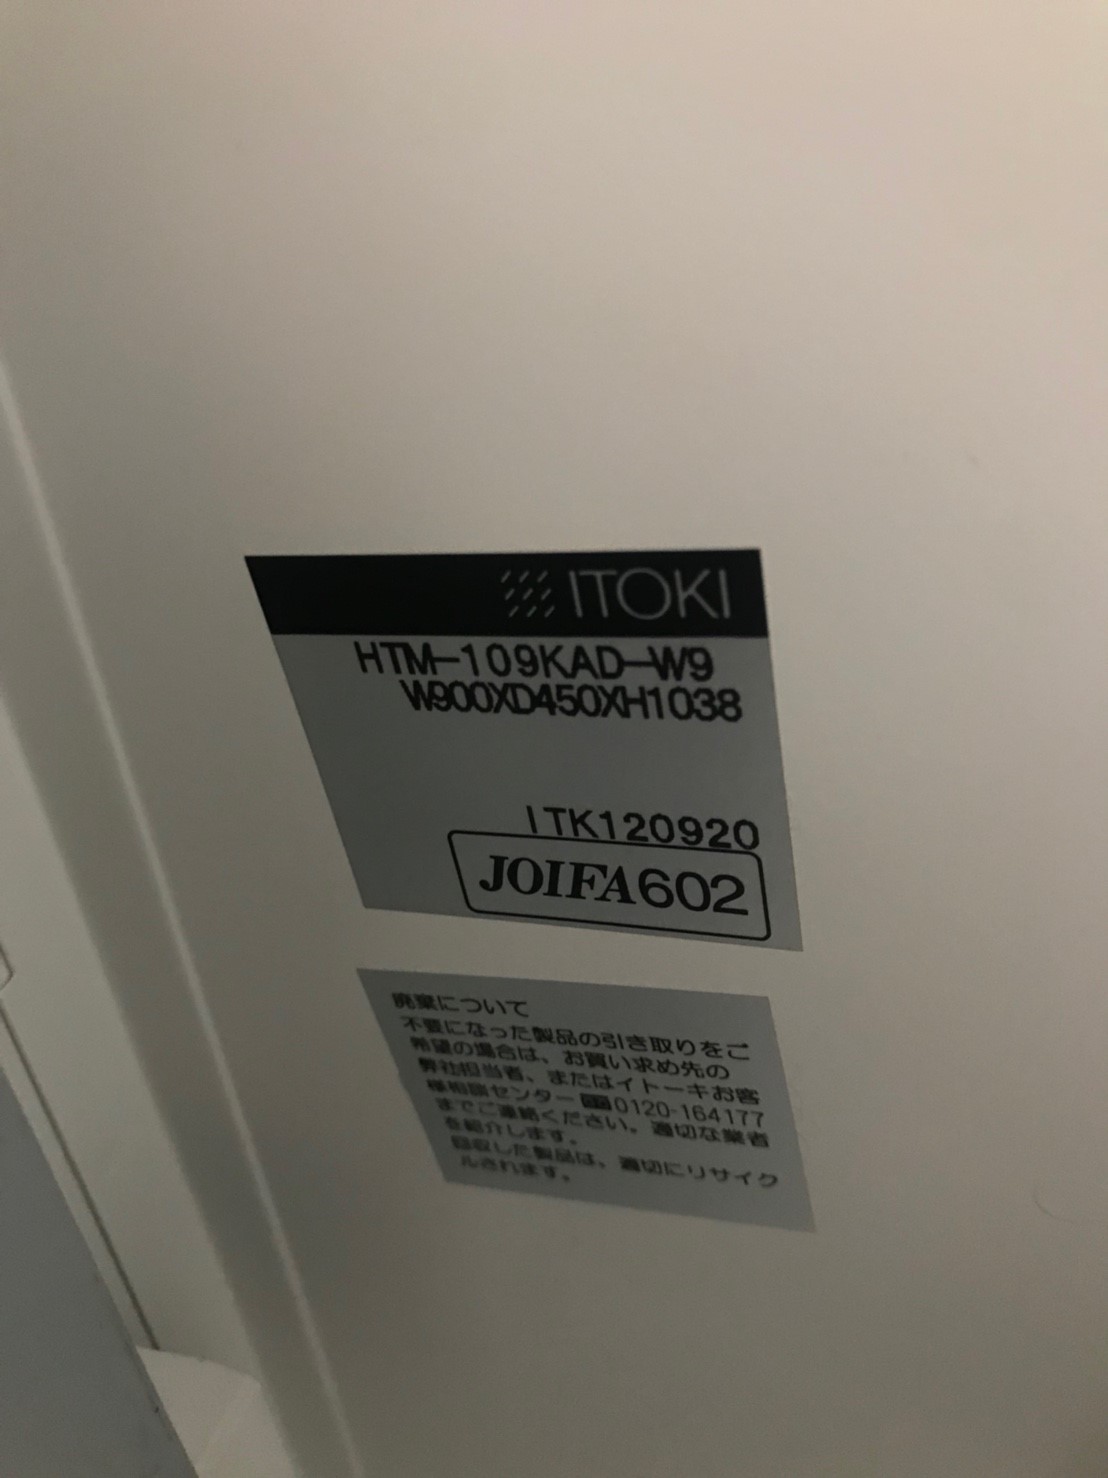 ITOKI
HTM-109KAD-W9
W900XD450XH1038
ITK120920
JOIFA602
廃棄について
不要になった製品の引き取りをご
希望の場合は、お買い求め先の
弊社担当者、またはイトーキお客
様相談センター 0120-164177
までご連絡ください。適切な業者
を紹介します。
回収した製品は、適切にリサイク
ルされます。